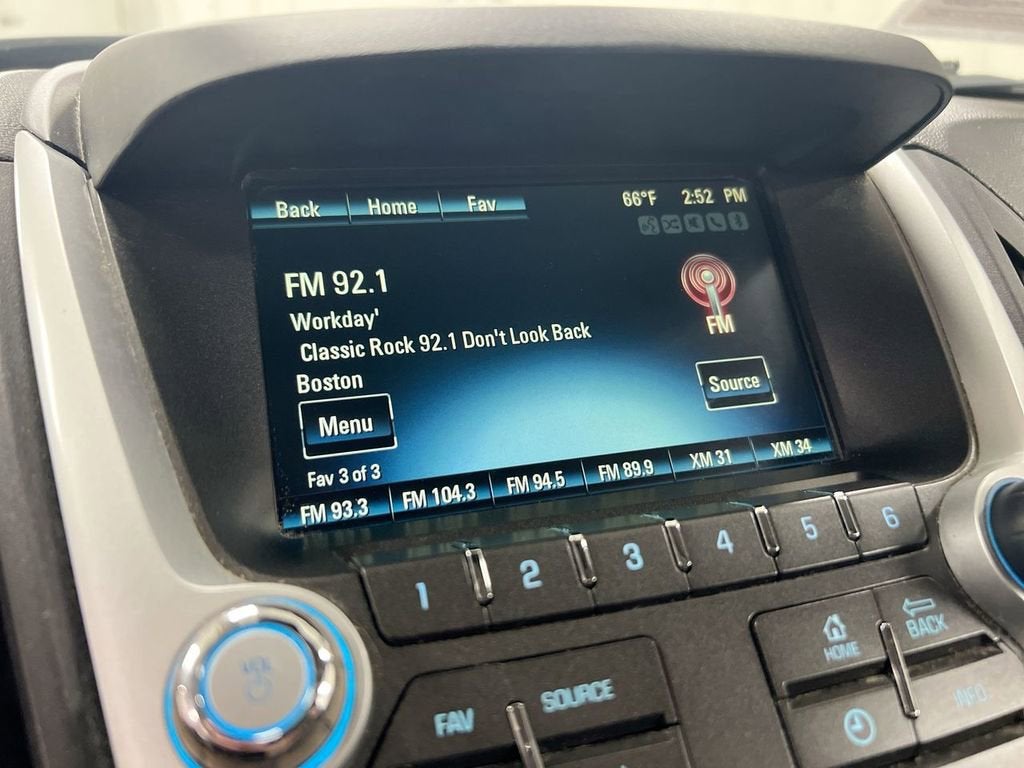 Back Home Fav 66°F 2:52 PM
FM 92.1
Workday'
Classic Rock 92.1 Don't Look Back
Boston
FM
Menu
Source
Fav 3 of 3
FM 93.3 FM 104.3 FM 94.5 FM 89.9 XM 31 XM 34
1 2 3 4 5 6
HOME
BACK
FAV
SOURCE
INFO